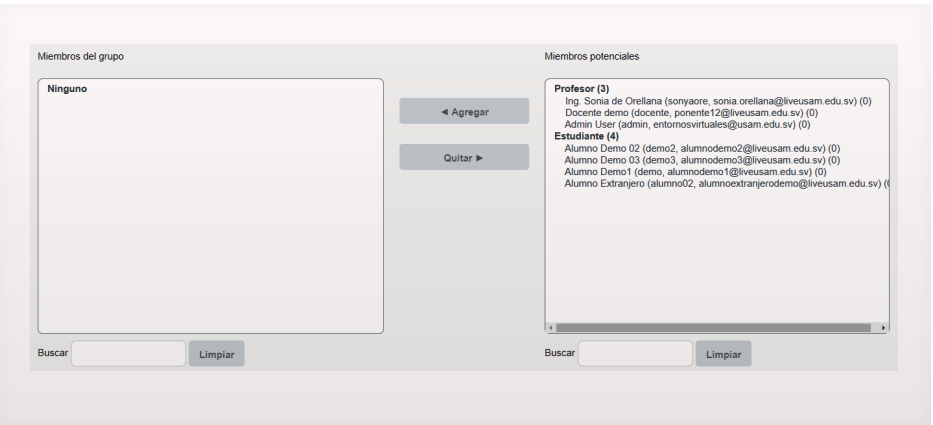 Miembros del grupo
Ninguno
◄ Agregar
Quitar ►
Buscar
Limpiar
Miembros potenciales
Profesor (3)
Ing. Sonia de Orellana (sonyaore, sonia.orellana@liveusam.edu.sv) (0)
Docente demo (docente, ponente12@liveusam.edu.sv) (0)
Admin User (admin, entornosvirtuales@usam.edu.sv) (0)
Estudiante (4)
Alumno Demo 02 (demo2, alumnodemo2@liveusam.edu.sv) (0)
Alumno Demo 03 (demo3, alumnodemo3@liveusam.edu.sv) (0)
Alumno Demo1 (demo, alumnodemo1@liveusam.edu.sv) (0)
Alumno Extranjero (alumno02, alumnoextranjerodemo@liveusam.edu.sv) (
Buscar
Limpiar